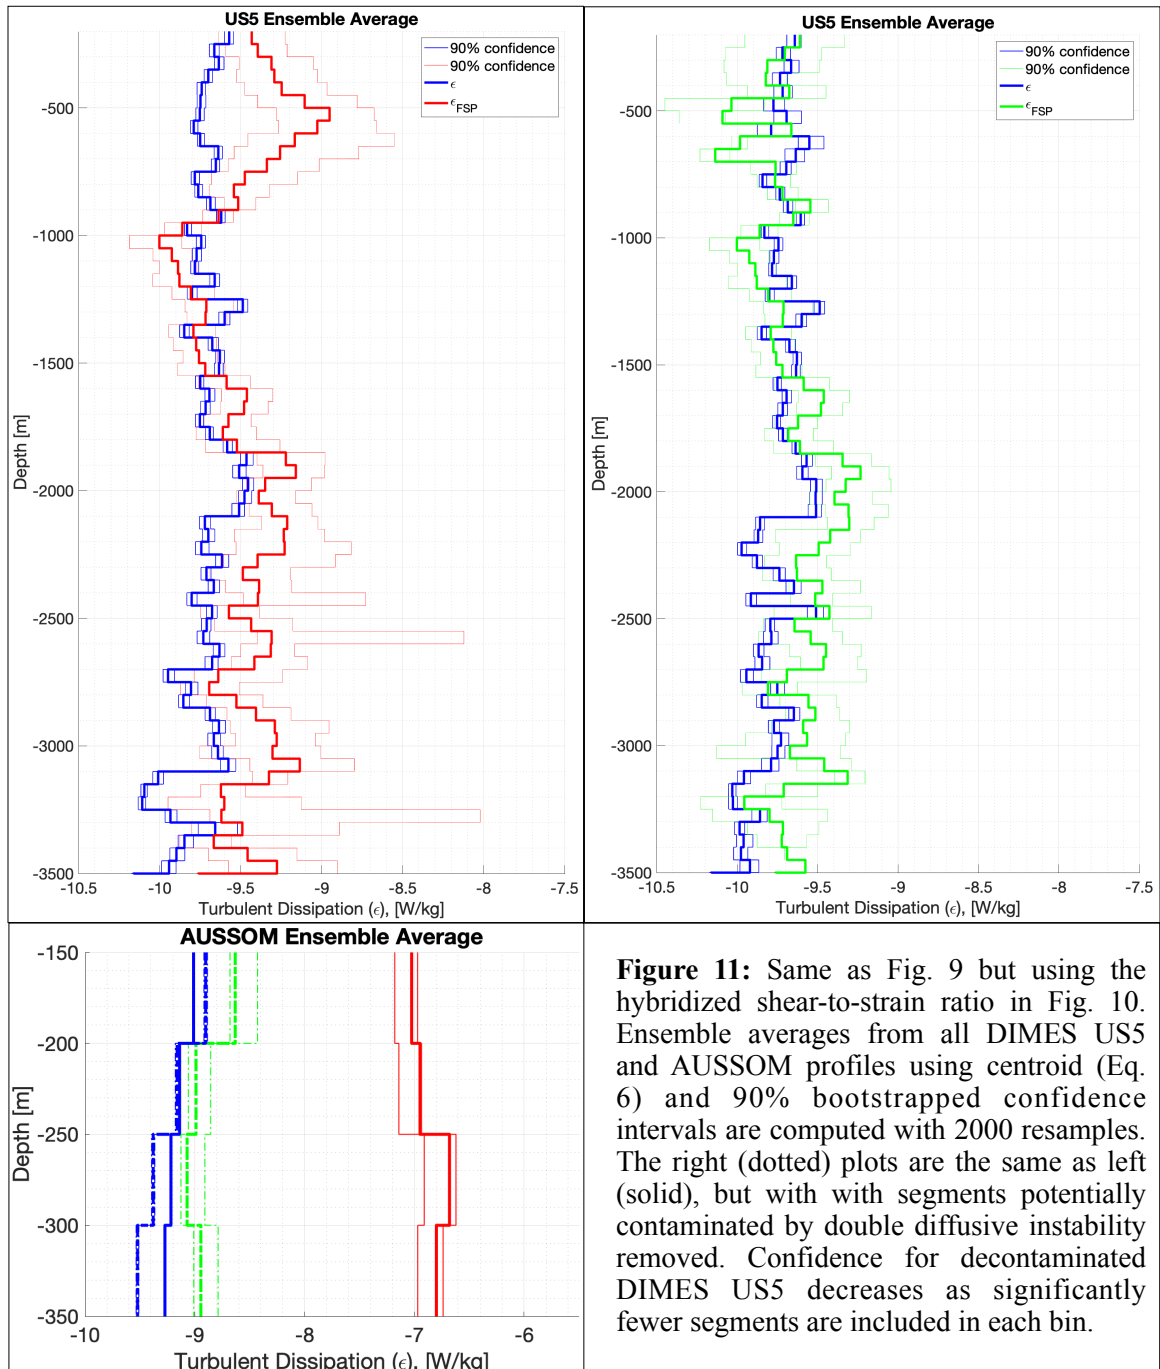 US5 Ensemble Average
90% confidence
90% confidence
ϵ
ϵFSP
-500
-1000
-1500
-2000
-2500
-3000
-3500
Depth [m]
-10.5 -10 -9.5 -9 -8.5 -8 -7.5
Turbulent Dissipation (ϵ), [W/kg]
US5 Ensemble Average
90% confidence
90% confidence
ϵ
ϵFSP
-500
-1000
-1500
-2000
-2500
-3000
-3500
Depth [m]
-10.5 -10 -9.5 -9 -8.5 -8 -7.5
Turbulent Dissipation (ϵ), [W/kg]
AUSSOM Ensemble Average
-150
-200
-250
-300
-350
Depth [m]
-10 -9 -8 -7 -6
Turbulent Dissipation (ϵ), [W/kg]
Figure 11: Same as Fig. 9 but using the
hybridized shear-to-strain ratio in Fig. 10.
Ensemble averages from all DIMES US5
and AUSSOM profiles using centroid (Eq.
6) and 90% bootstrapped confidence
intervals are computed with 2000 resamples.
The right (dotted) plots are the same as left
(solid), but with with segments potentially
contaminated by double diffusive instability
removed. Confidence for decontaminated
DIMES US5 decreases as significantly
fewer segments are included in each bin.